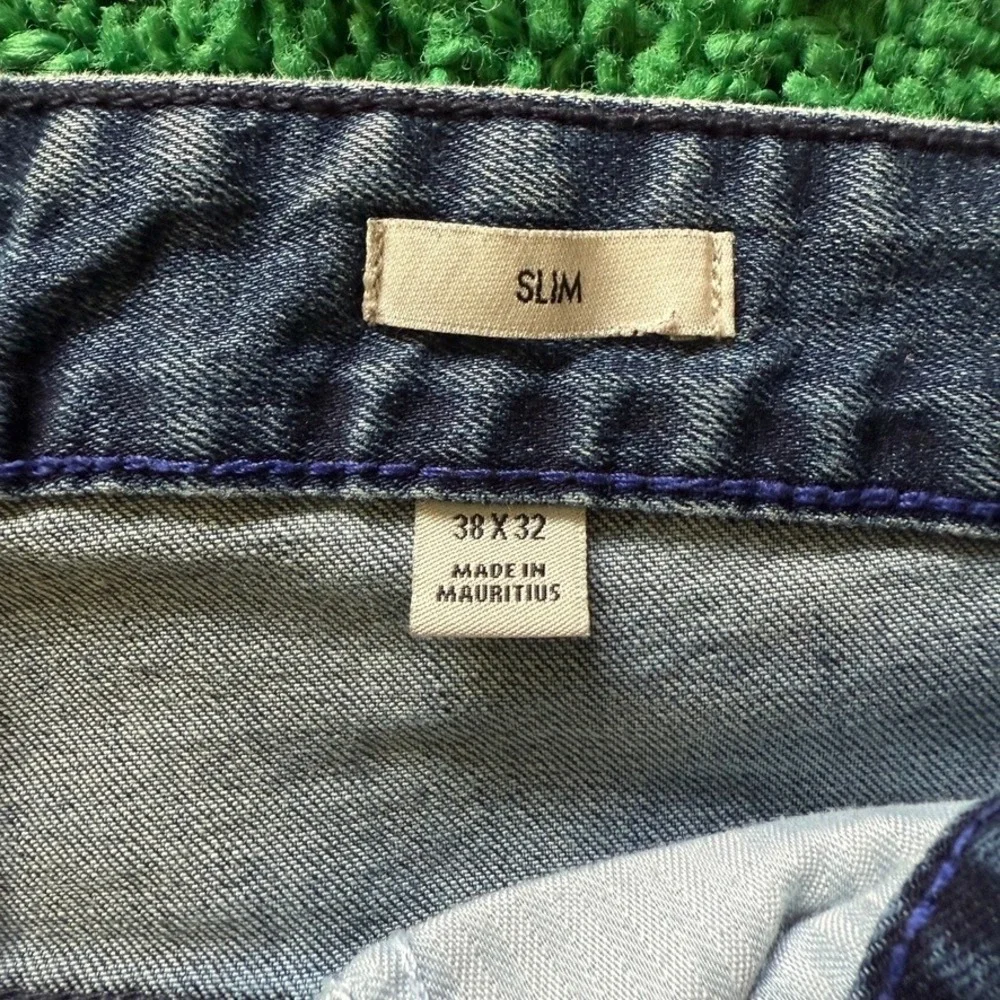 SLIM
38 X 32
MADE IN
MAURITIUS